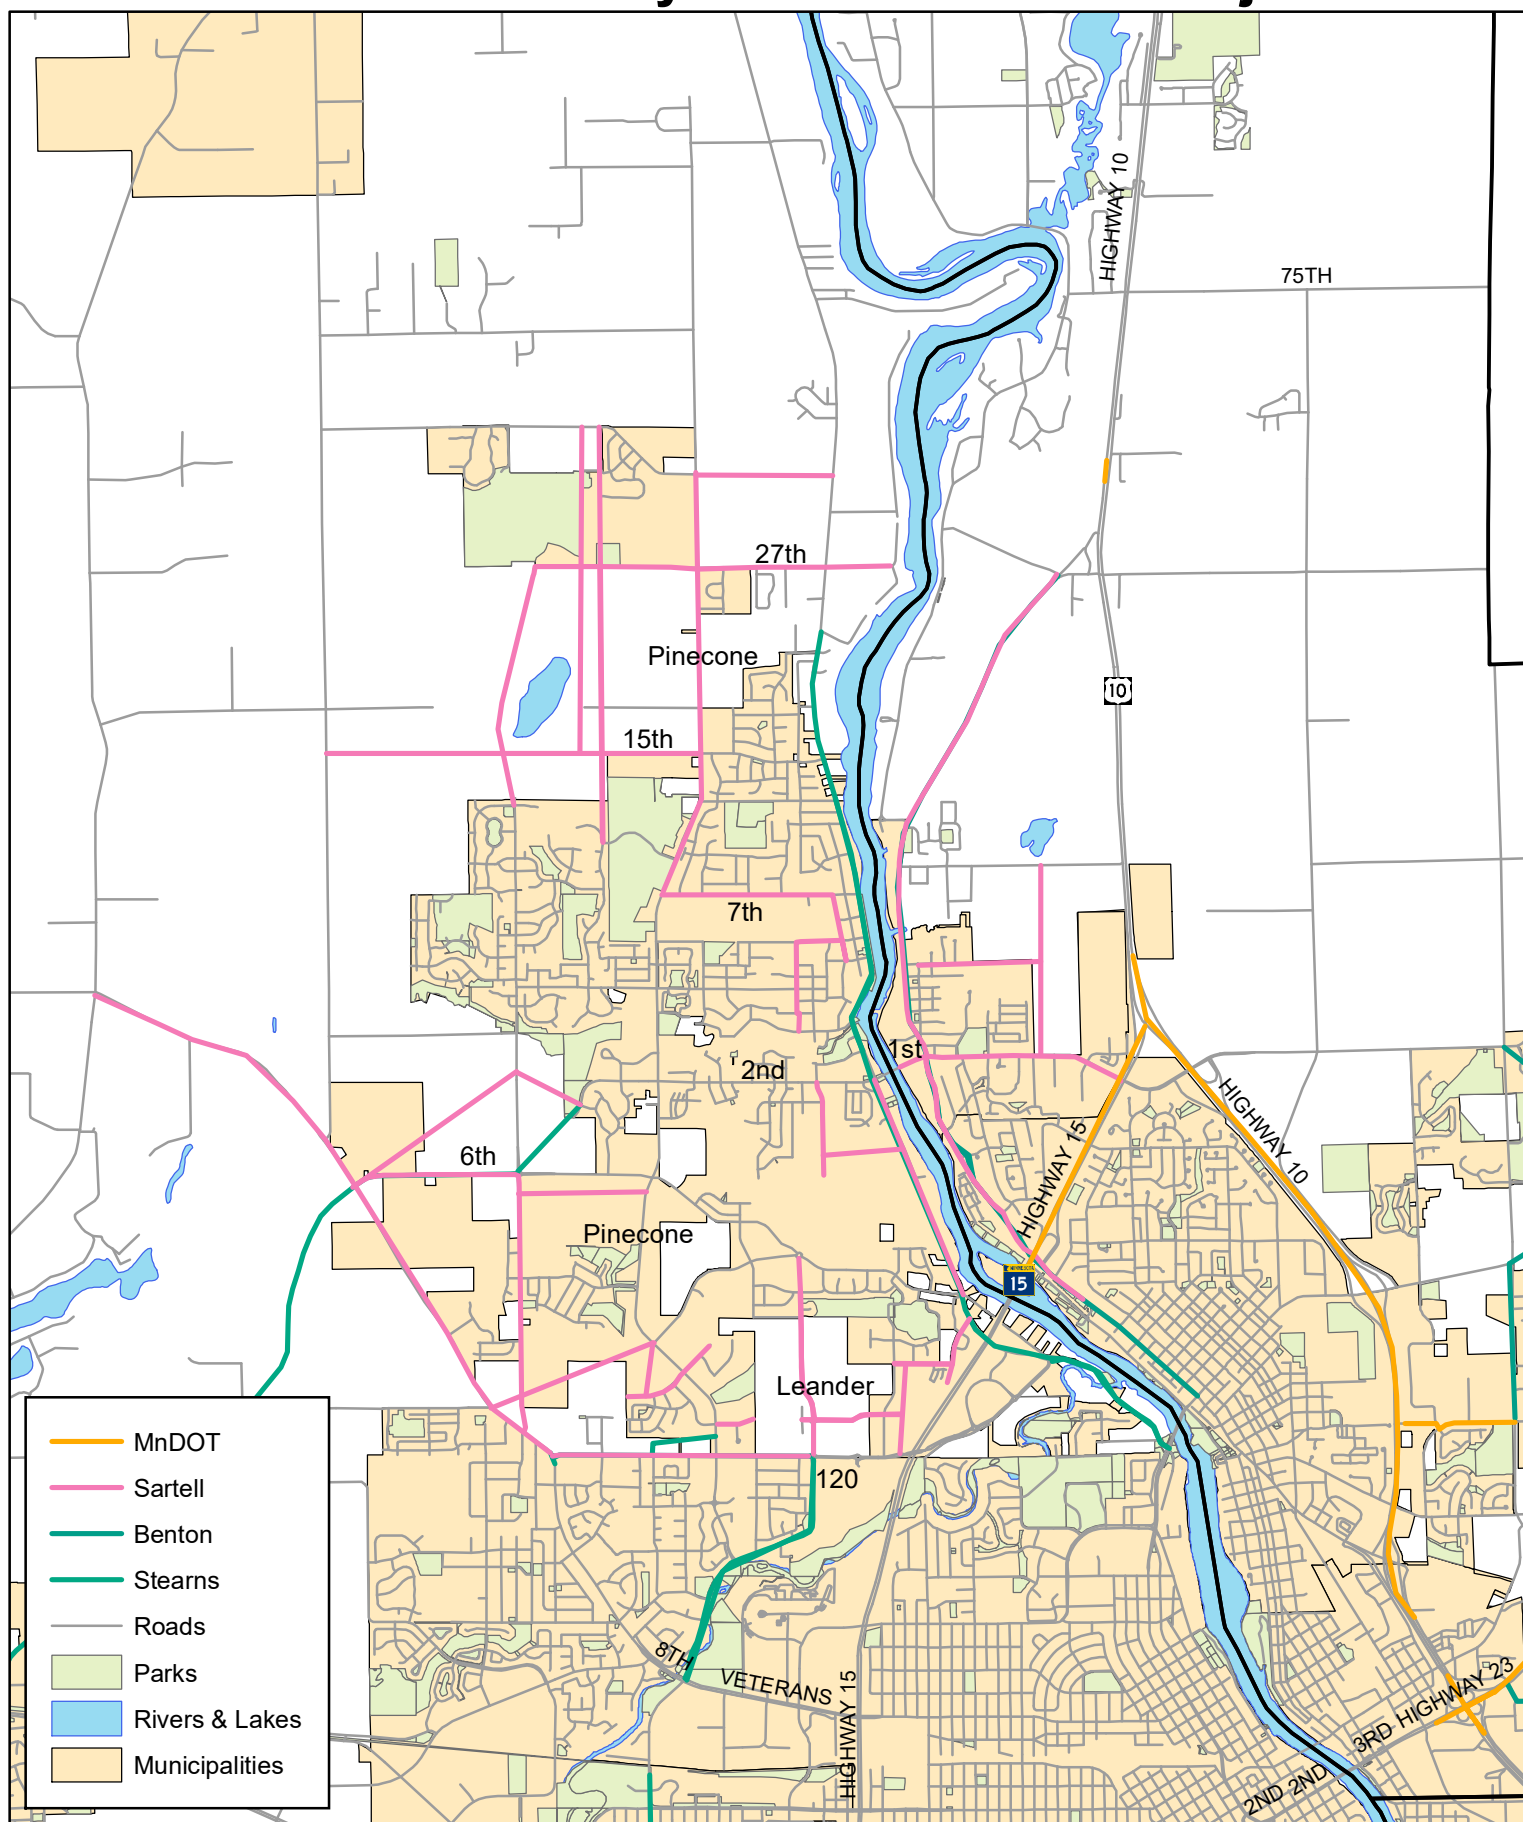 HIGHWAY 10
75TH
27th
Pinecone
10
15th
7th
1st
2nd
HIGHWAY 10
HIGHWAY 15
6th
Pinecone
15
Leander
MnDOT
120
Sartell
Benton
Stearns
Roads
8TH
Parks
VETERANS
HIGHWAY 15
3RD HIGHWAY 23
Rivers & Lakes
Municipalities
2ND 2ND